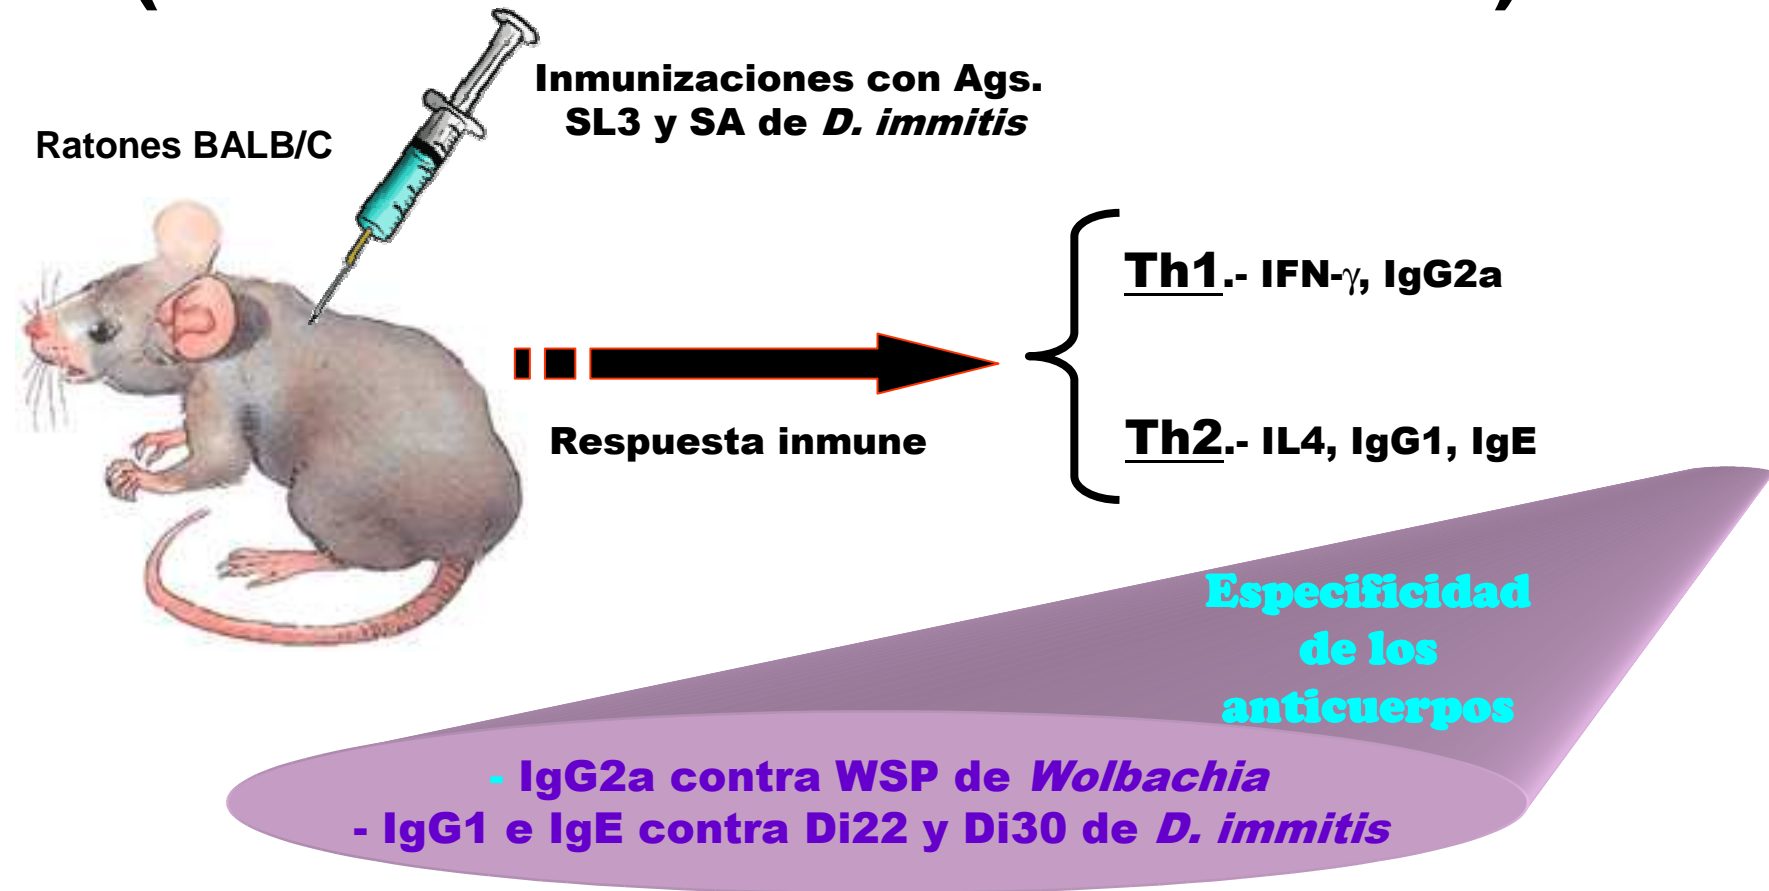 Inmunizaciones con Ags.
SL3 y SA de D. immitis
Ratones BALB/C
Th1.- IFN-γ, IgG2a
Respuesta inmune
Th2.- IL4, IgG1, IgE
Especificidad
de los
anticuerpos
- IgG2a contra WSP de Wolbachia
- IgG1 e IgE contra Di22 y Di30 de D. immitis